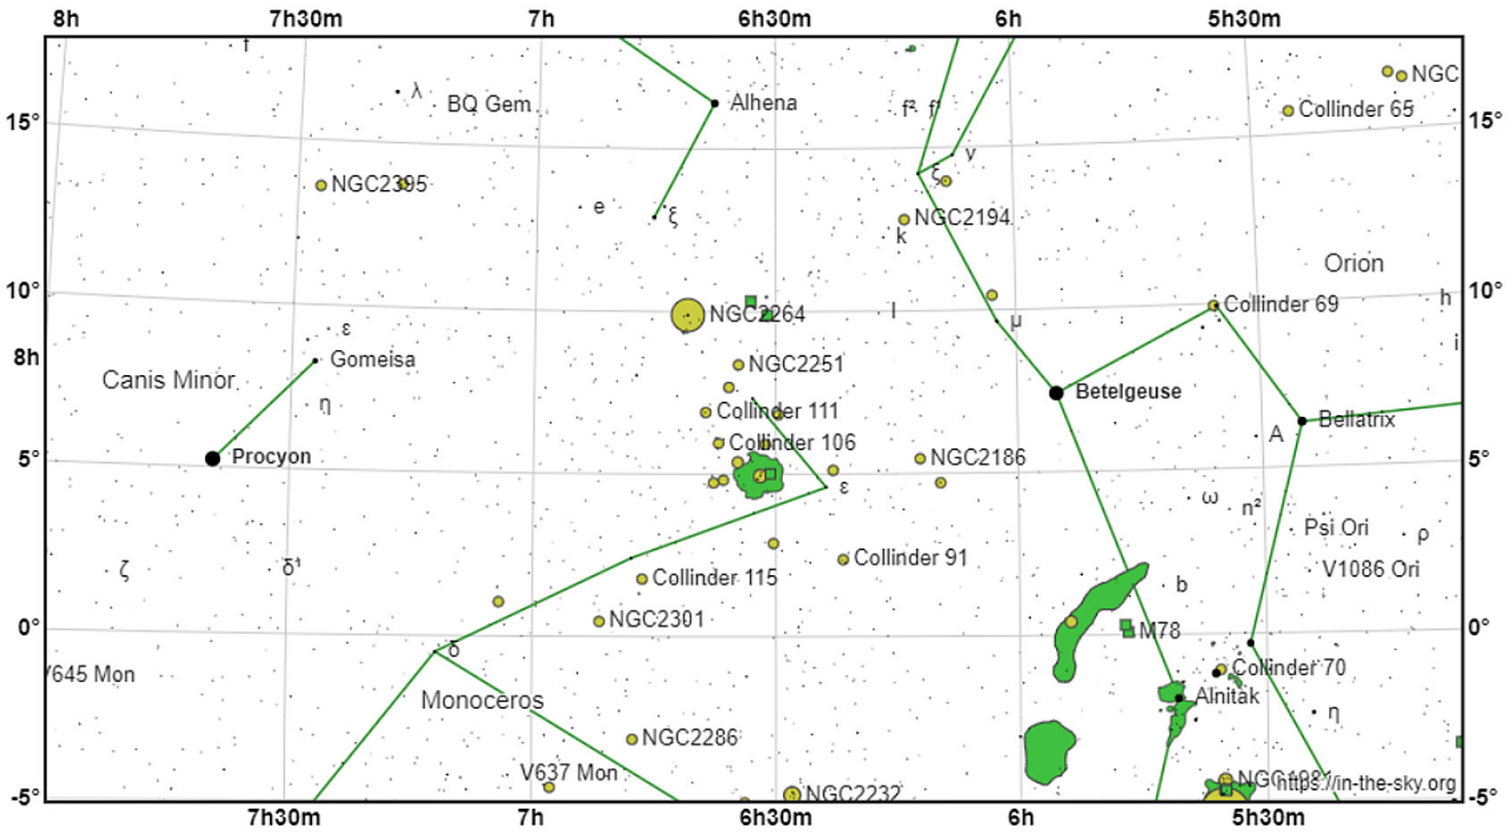 8h 7h30m 7h 6h30m 6h 5h30m
λ BQ Gem Alhena f² f¹ NGC
Collinder 65
15° 15°
ν
NGC2395 ξ
e ξ NGC2194
k
Orion
10° 10°
NGC2264 l Collinder 69 h
μ
ε i
8h Gomeisa NGC2251
Canis Minor Betelgeuse
η Collinder 111 Bellatrix
A
Collinder 106
5° Procyon NGC2186 5°
ε ω n²
Psi Ori ρ
Collinder 91
ζ δ¹ Collinder 115 V1086 Ori
b
NGC2301
0° M78 0°
δ
V645 Mon Collinder 70
Monoceros Alnitak
η
NGC2286
V637 Mon NGC1981
https://in-the-sky.org
-5° NGC2232 -5°
7h30m 7h 6h30m 6h 5h30m